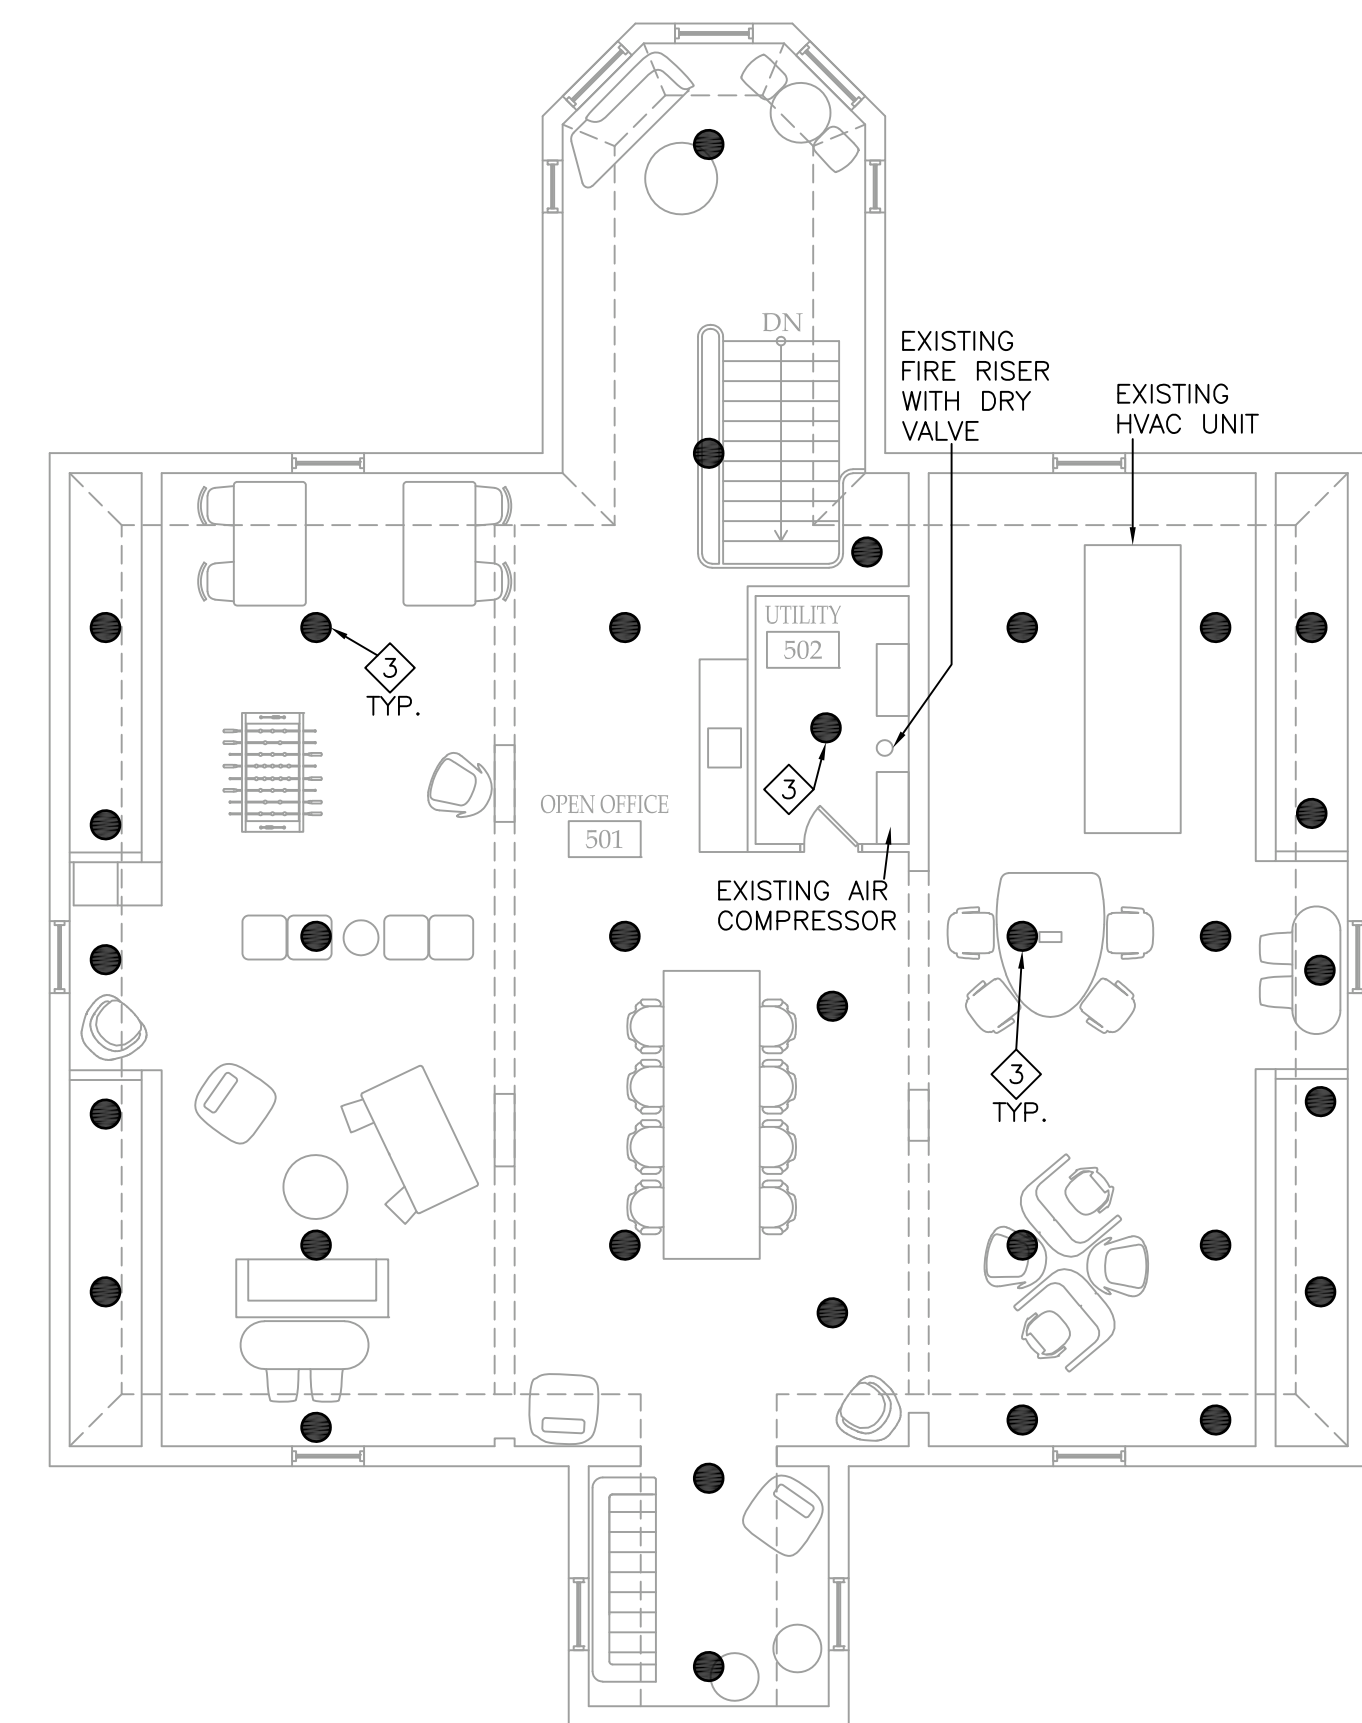 DN
EXISTING
FIRE RISER
WITH DRY
VALVE
EXISTING
HVAC UNIT
UTILITY
502
3
TYP.
3
OPEN OFFICE
501
EXISTING AIR
COMPRESSOR
3
TYP.